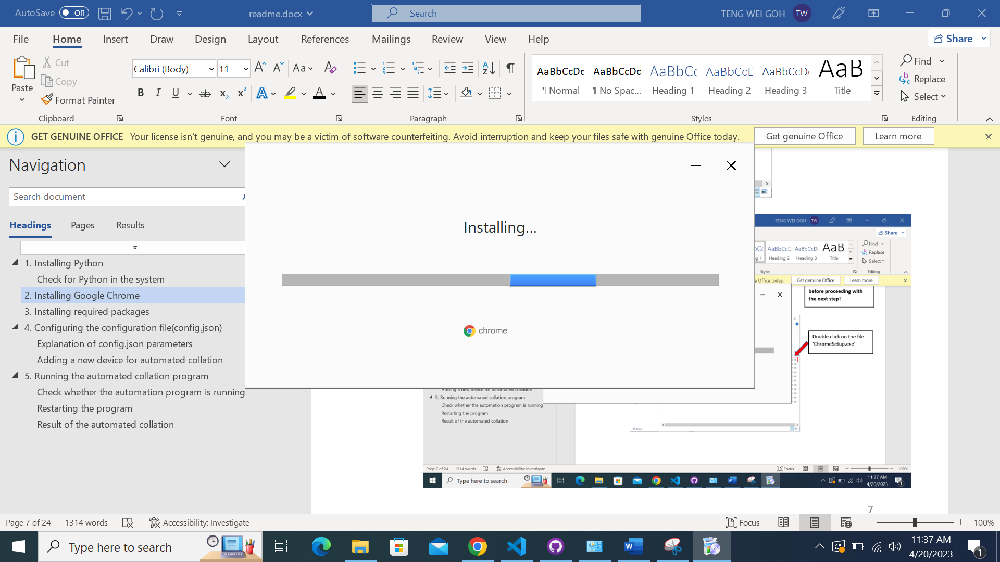 AutoSave Off readme.docx Search TENG WEI GOH TW
File Home Insert Draw Design Layout References Mailings Review View Help Share
Paste Cut Copy Format Painter
Clipboard
Calibri (Body) 11
Font
Paragraph
AaBbCcDc AaBbCcDc AaBbCc AaBbCcD AaBbCcDc AaB
¶ Normal ¶ No Spac... Heading 1 Heading 2 Heading 3 Title
Styles
Find
Replace
Select
Editing
GET GENUINE OFFICE Your license isn't genuine, and you may be a victim of software counterfeiting. Avoid interruption and keep your files safe with genuine Office today. Get genuine Office Learn more
Navigation
Search document
Headings Pages Results
1. Installing Python
Check for Python in the system
2. Installing Google Chrome
3. Installing required packages
4. Configuring the configuration file(config.json)
Explanation of config.json parameters
Adding a new device for automated collation
5. Running the automated collation program
Check whether the automation program is running
Restarting the program
Result of the automated collation
Installing...
chrome
TENG WEI GOH TW
Share
AaBbCcD AaBbCcDc AaB
Heading 2 Heading 3 Title
Styles
Find
Replace
Select
Editing
Office today. Get genuine Office Learn more
before proceeding with
the next step!
Double click on the file
'ChromeSetup.exe'
Adding a new device for automated collation
5. Running the automated collation program
Check whether the automation program is running
Restarting the program
Result of the automated collation
15 items
Page 7 of 24 1314 words Accessibility: Investigate Focus 100%
Type here to search 11:37 AM
4/20/2023 1
7
Page 7 of 24 1314 words Accessibility: Investigate Focus 100%
Type here to search 11:37 AM
4/20/2023 1